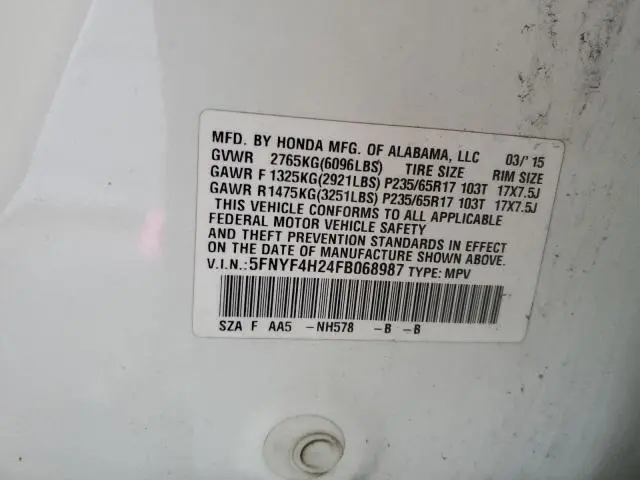 MFD. BY HONDA MFG. OF ALABAMA, LLC 03/'15
GVWR 2765KG(6096LBS) TIRE SIZE RIM SIZE
GAWR F 1325KG(2921LBS) P235/65R17 103T 17X7.5J
GAWR R1475KG(3251LBS) P235/65R17 103T 17X7.5J
THIS VEHICLE CONFORMS TO ALL APPLICABLE
FEDERAL MOTOR VEHICLE SAFETY
AND THEFT PREVENTION STANDARDS IN EFFECT
ON THE DATE OF MANUFACTURE SHOWN ABOVE.
V.I.N.:5FNYF4H24FB068987 TYPE: MPV
SZA F AA5 -NH578 -B -B